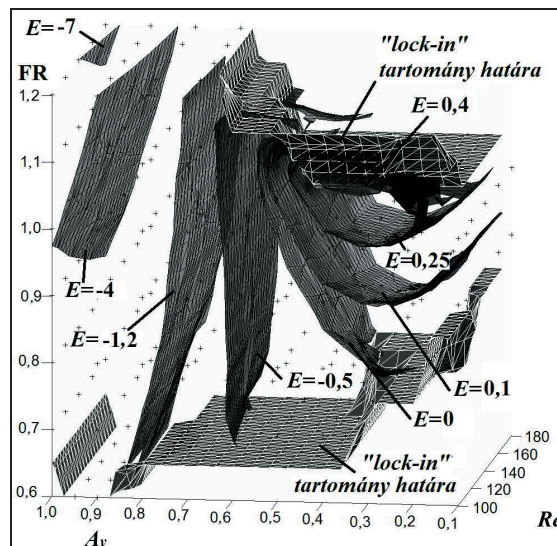 E=-7
FR
"lock-in"
tartomány határa
E=0,4
1,2
1,1
1,0
0,9
0,8
0,7
0,6
E=-4
E=-1,2
E=-0,5
E=0,25
E=0,1
E=0
"lock-in"
tartomány határa
1,0 0,9 0,8 0,7 0,6 0,5 0,4 0,3 0,2 0,1
180
160
140
120
100
Ay